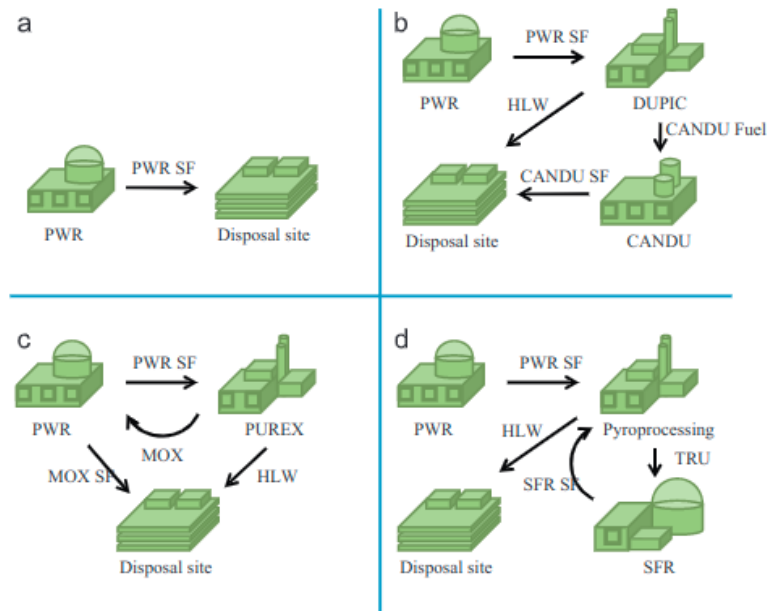 a
PWR SF
PWR
Disposal site
b
PWR SF
PWR
HLW
DUPIC
CANDU Fuel
CANDU SF
Disposal site
CANDU
c
PWR SF
PWR
PUREX
MOX
MOX SF
HLW
Disposal site
d
PWR SF
PWR
HLW
Pyroprocessing
TRU
SFR SF
Disposal site
SFR